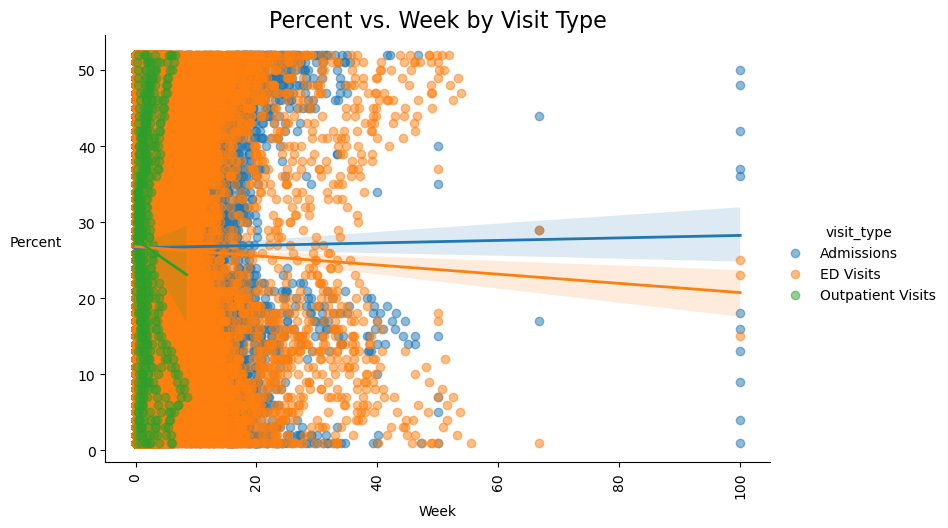 Percent vs. Week by Visit Type
50
40
30
20
10
0
Percent
0
20
40
60
80
100
Week
visit_type
Admissions
ED Visits
Outpatient Visits